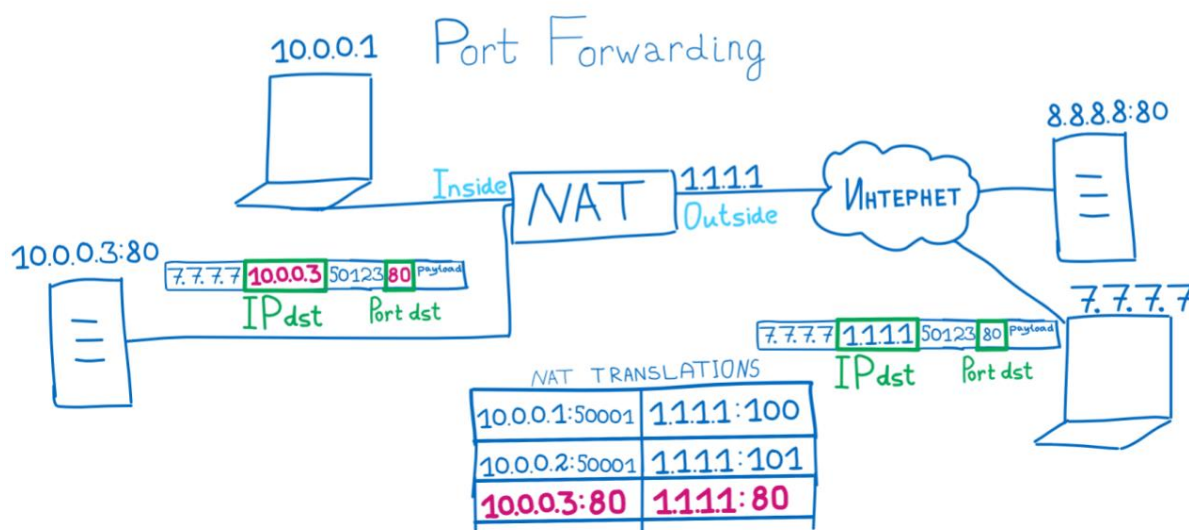 Port Forwarding
10.0.0.1
8.8.8.8:80
Inside
NAT
1.1.1.1
Outside
ИНТЕРНЕТ
10.0.0.3:80
7.7.7.7 10.0.0.3 50123 80 payload
IP dst Port dst
7.7.7.7
7.7.7.7 1.1.1.1 50123 80 payload
IP dst Port dst
NAT TRANSLATIONS
10.0.0.1:50001 1.1.1.1:100
10.0.0.2:50001 1.1.1.1:101
10.0.0.3:80 1.1.1.1:80